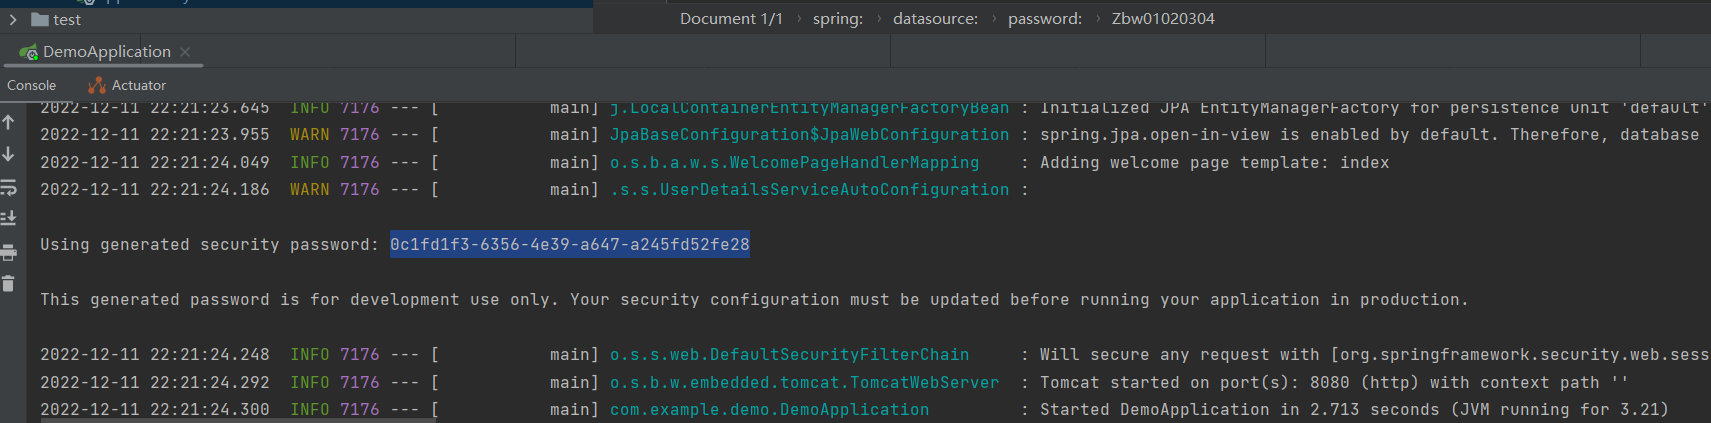 test
Document 1/1 › spring: › datasource: › password: › Zbw01020304
DemoApplication
Console Actuator
2022-12-11 22:21:23.645 INFO 7176 --- [ main] j.LocalContainerEntityManagerFactoryBean : Initialized JPA EntityManagerFactory for persistence unit 'default'
2022-12-11 22:21:23.955 WARN 7176 --- [ main] JpaBaseConfiguration$JpaWebConfiguration : spring.jpa.open-in-view is enabled by default. Therefore, database
2022-12-11 22:21:24.049 INFO 7176 --- [ main] o.s.b.a.w.s.WelcomePageHandlerMapping : Adding welcome page template: index
2022-12-11 22:21:24.186 WARN 7176 --- [ main] .s.s.UserDetailsServiceAutoConfiguration :
Using generated security password: 0c1fd1f3-6356-4e39-a647-a245fd52fe28
This generated password is for development use only. Your security configuration must be updated before running your application in production.
2022-12-11 22:21:24.248 INFO 7176 --- [ main] o.s.s.web.DefaultSecurityFilterChain : Will secure any request with [org.springframework.security.web.sess
2022-12-11 22:21:24.292 INFO 7176 --- [ main] o.s.b.w.embedded.tomcat.TomcatWebServer : Tomcat started on port(s): 8080 (http) with context path ''
2022-12-11 22:21:24.300 INFO 7176 --- [ main] com.example.demo.DemoApplication : Started DemoApplication in 2.713 seconds (JVM running for 3.21)